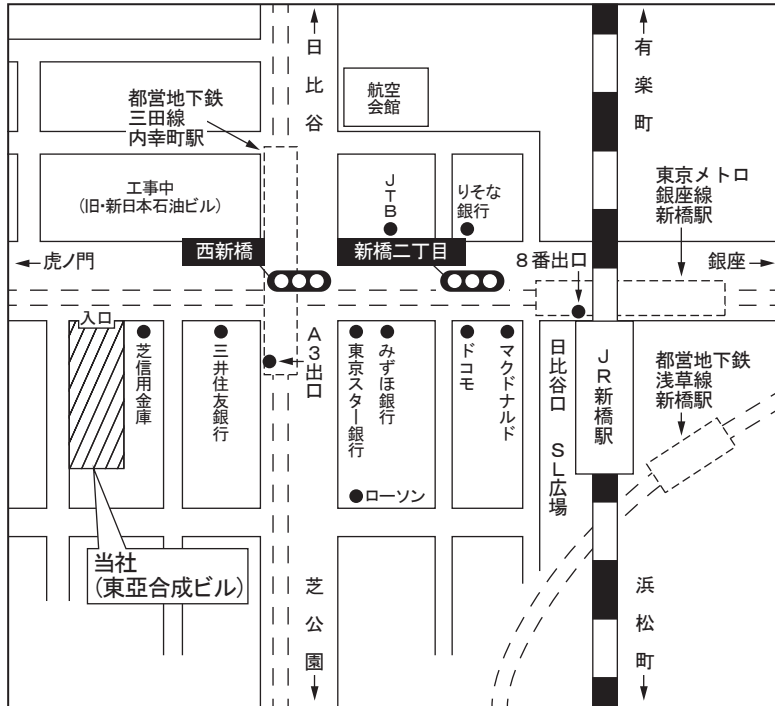 日比谷
有楽町
航空
会館
都営地下鉄
三田線
内幸町駅
工事中
(旧・新日本石油ビル)
JTB
りそな
銀行
東京メトロ
銀座線
新橋駅
西新橋
新橋二丁目
8番出口
←虎ノ門
銀座→
入口
芝信用金庫
三井住友銀行
A3出口
東京スター銀行
みずほ銀行
ドコモ
マクドナルド
日比谷口 SL広場
JR新橋駅
都営地下鉄
浅草線
新橋駅
ローソン
当社
(東亞合成ビル)
芝公園
浜松町